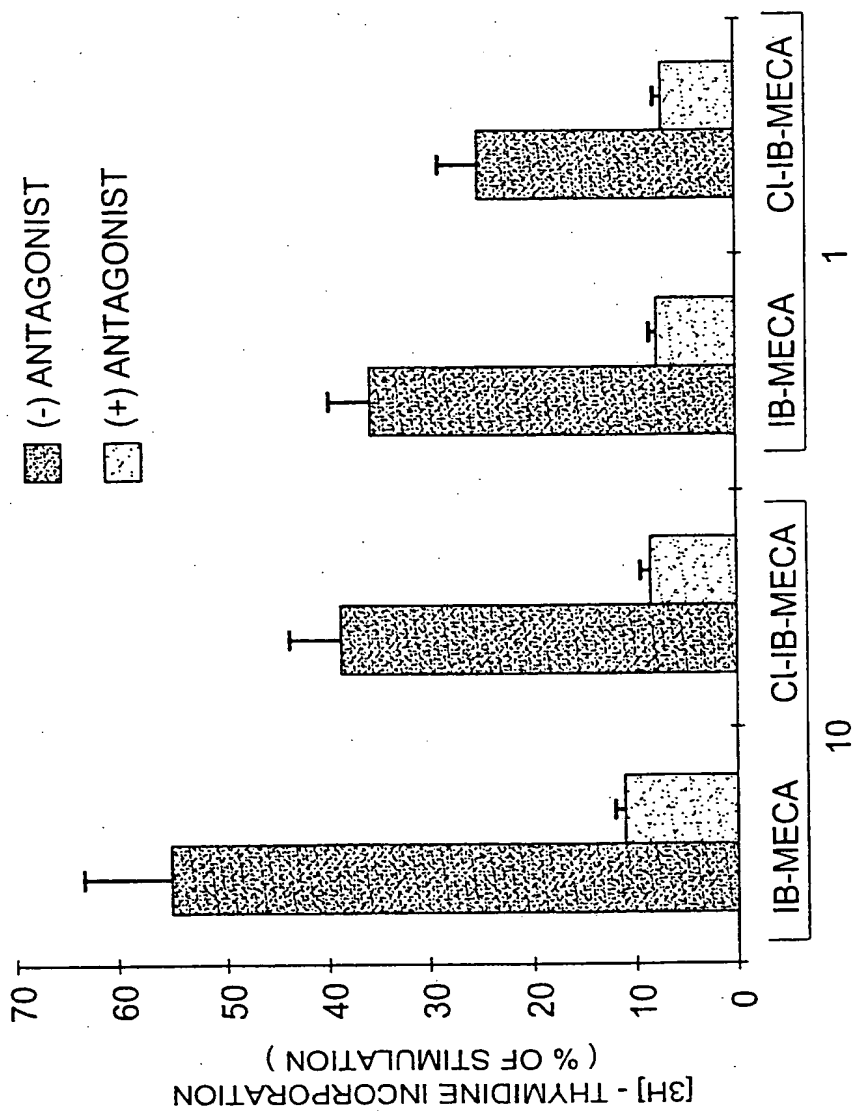 (-) ANTAGONIST
(+) ANTAGONIST
[3H] - THYMIDINE INCORPORATION
( % OF STIMULATION )
70
60
50
40
30
20
10
0
IB-MECA Cl-IB-MECA IB-MECA Cl-IB-MECA
10 1